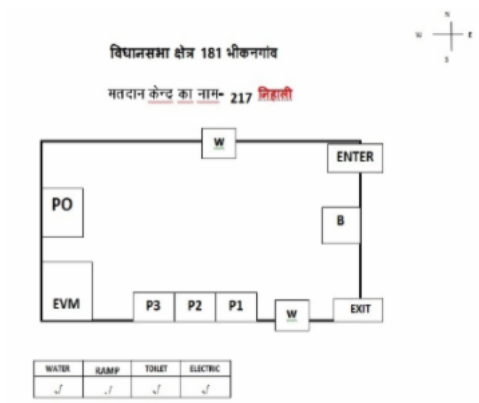 N
W E
S
विधानसभा क्षेत्र 181 भीकनगांव
मतदान केन्द का नाम- 217 निहाली
W
ENTER
PO
B
EVM
P3 P2 P1
W
EXIT
WATER RAMP TOILET ELECTRIC
√ √ √ √